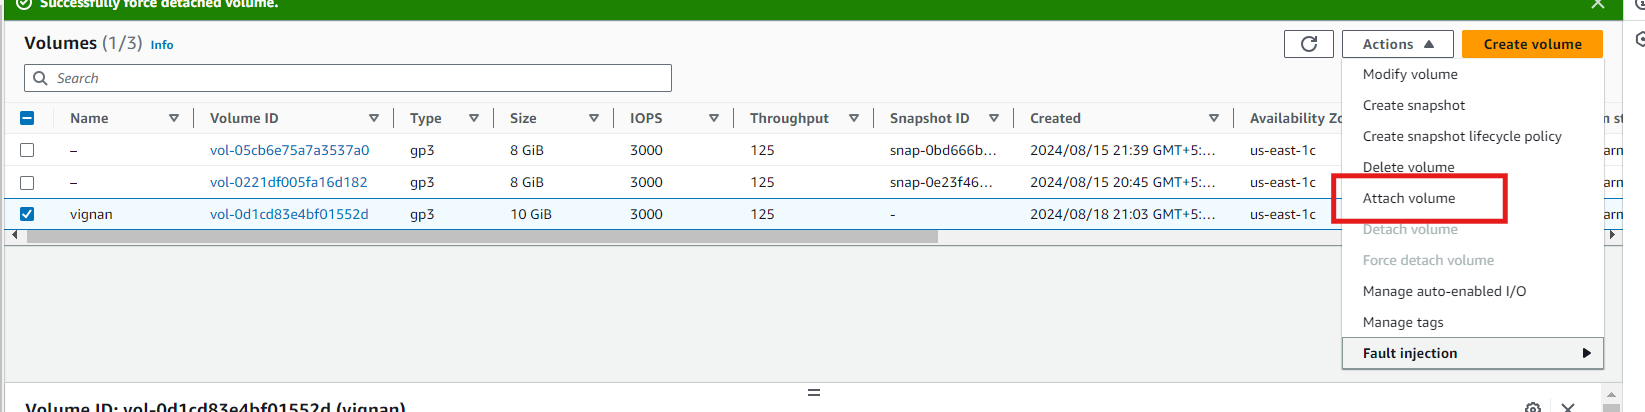 Successfully force detached volume.
Volumes (1/3) Info
Actions
Create volume
Search
Modify volume
Create snapshot
Create snapshot lifecycle policy
Delete volume
Attach volume
Detach volume
Force detach volume
Manage auto-enabled I/O
Manage tags
Fault injection
Name Volume ID Type Size IOPS Throughput Snapshot ID Created Availability Zo
– vol-05cb6e75a7a3537a0 gp3 8 GiB 3000 125 snap-0bd666b... 2024/08/15 21:39 GMT+5:... us-east-1c
– vol-0221df005fa16d182 gp3 8 GiB 3000 125 snap-0e23f46... 2024/08/15 20:45 GMT+5:... us-east-1c
vignan vol-0d1cd83e4bf01552d gp3 10 GiB 3000 125 - 2024/08/18 21:03 GMT+5:... us-east-1c
Volume ID: vol-0d1cd83e4bf01552d (vignan)